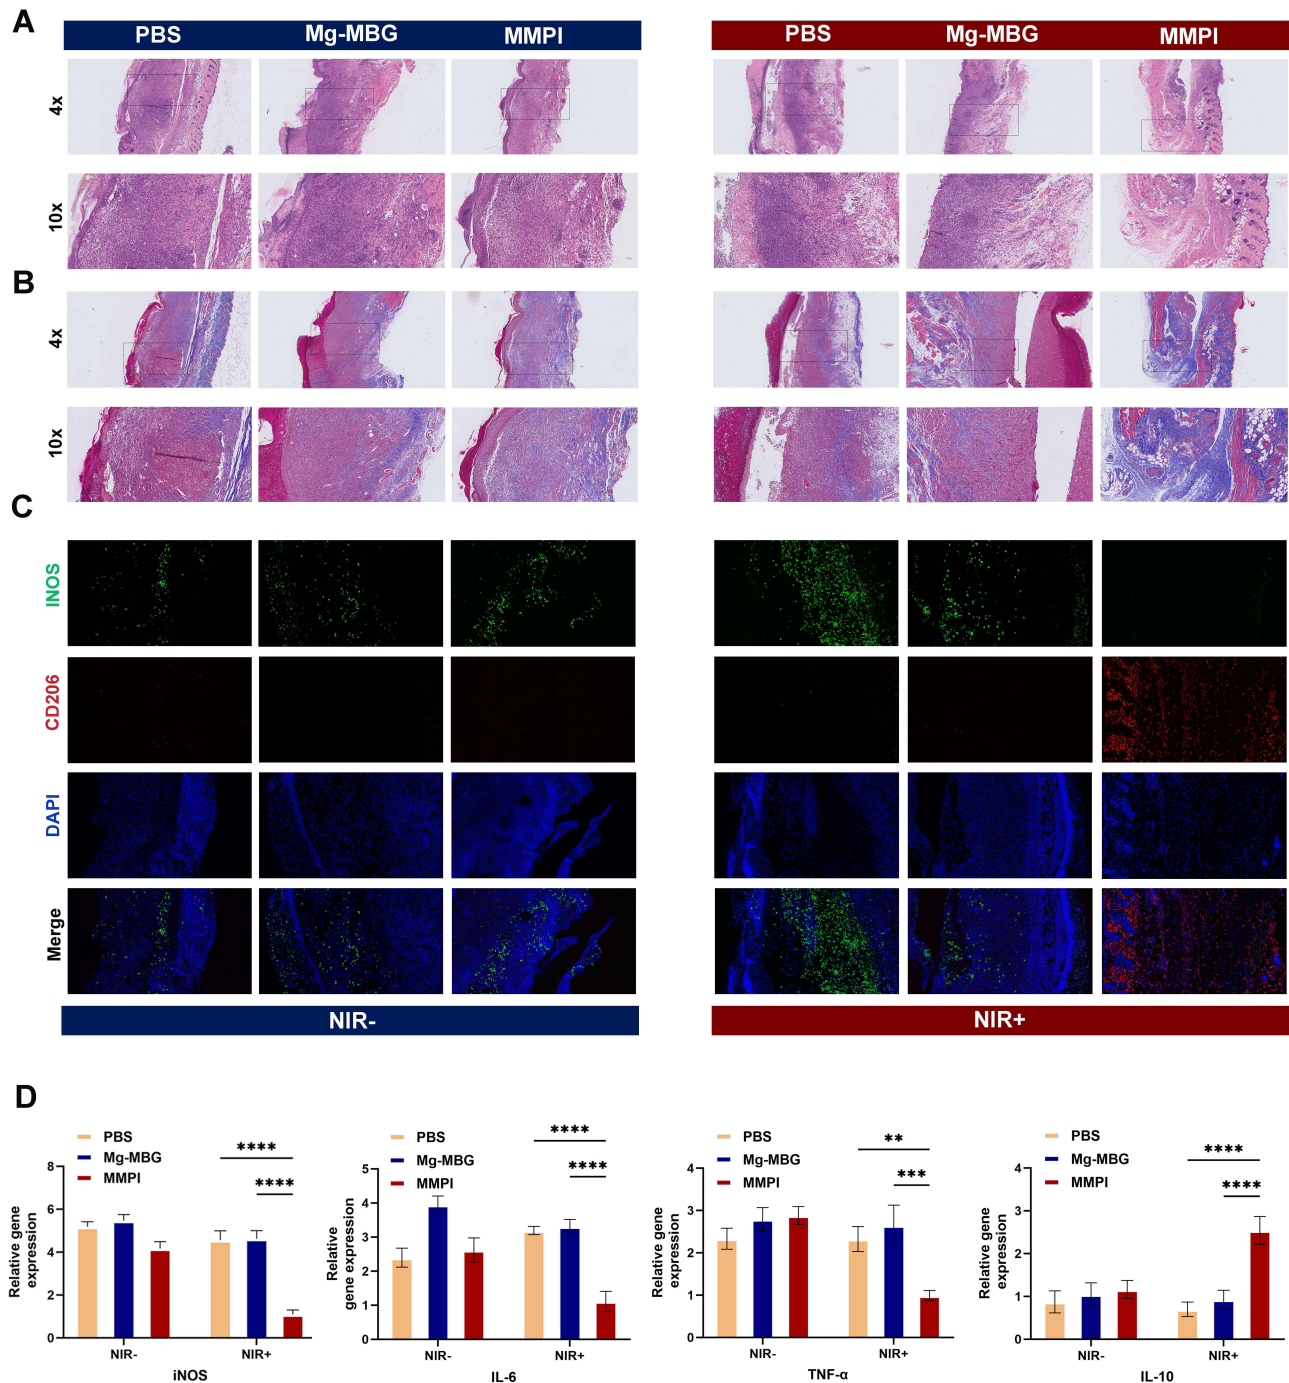 A
PBS Mg-MBG MMPI PBS Mg-MBG MMPI
4x
10x
B
4x
10x
C
INOS
CD206
DAPI
Merge
NIR- NIR+
D
PBS
Mg-MBG
MMPI
**** ****
Relative gene
expression
8
6
4
2
0
NIR- NIR+
iNOS
PBS
Mg-MBG
MMPI
**** ****
Relative
gene expression
5
4
3
2
1
0
NIR- NIR+
IL-6
PBS
Mg-MBG
MMPI
** ***
Relative gene
expression
4
3
2
1
0
NIR- NIR+
TNF-α
PBS
Mg-MBG
MMPI
**** ****
Relative gene
expression
4
3
2
1
0
NIR- NIR+
IL-10